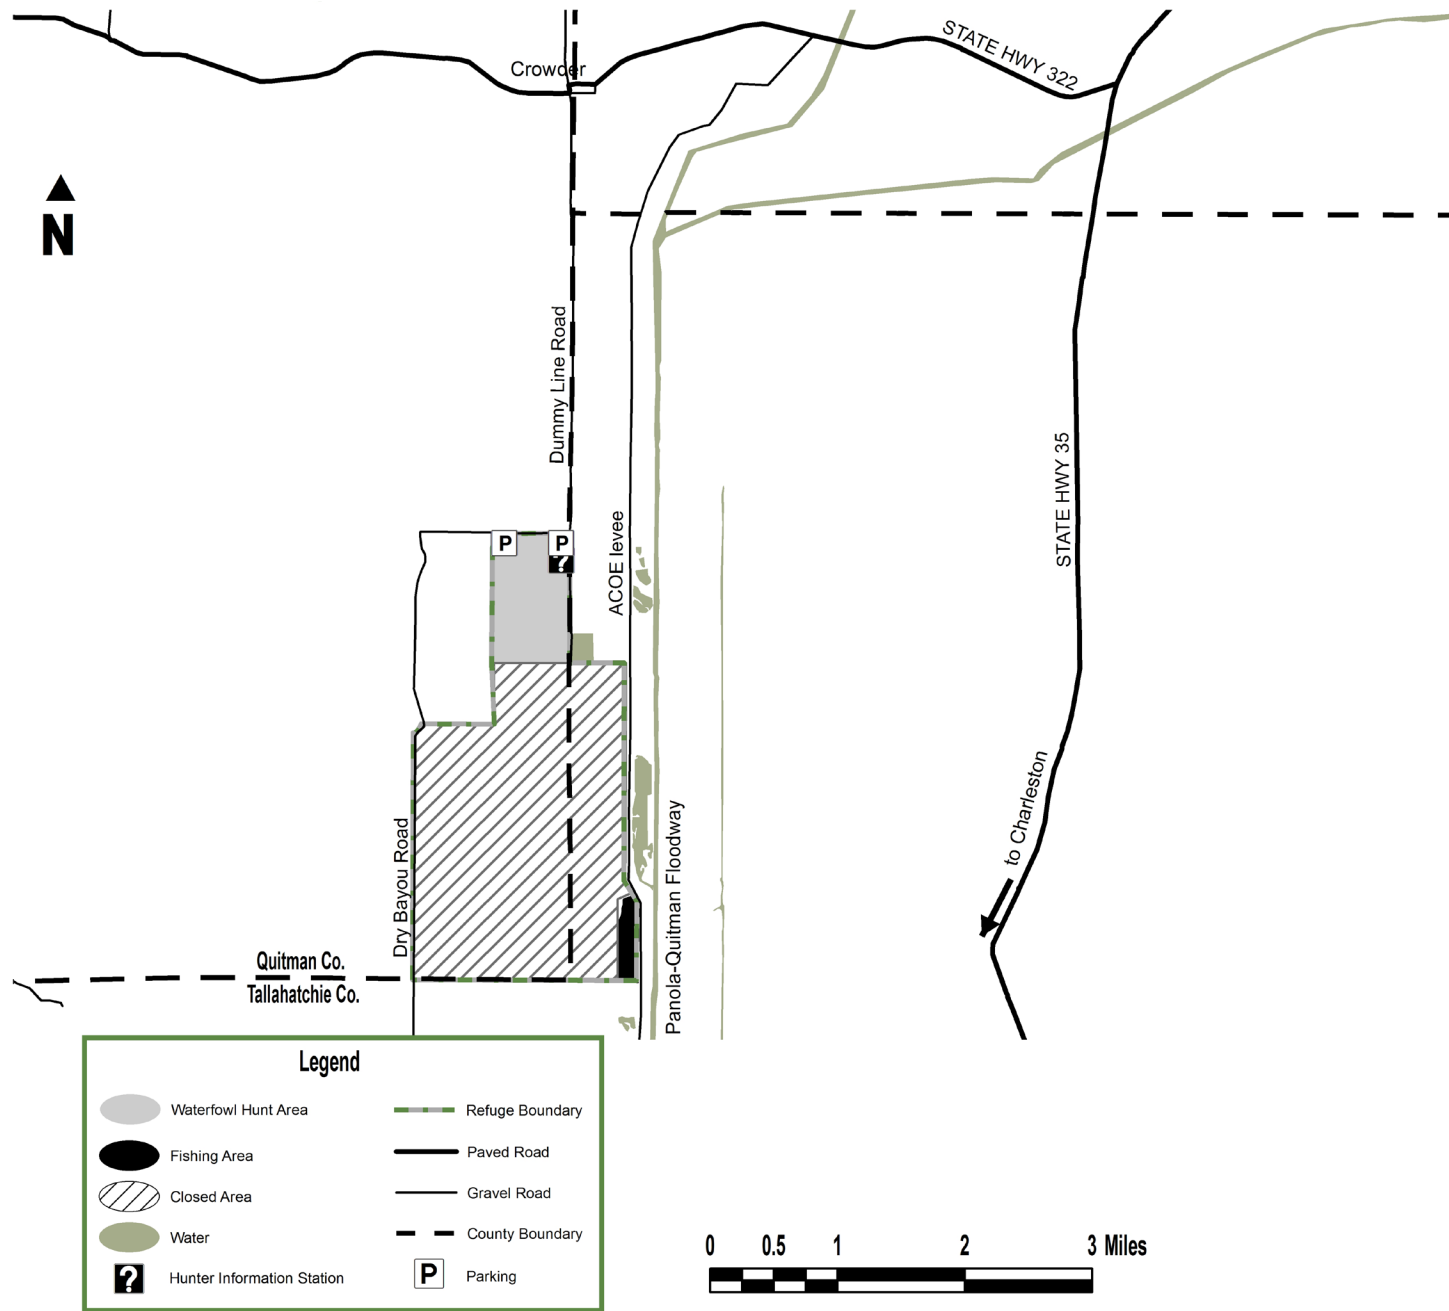 STATE HWY 322
Crowder
N
Dummy Line Road
STATE HWY 35
ACOE levee
P
P
?
to Charleston
Panola-Quitman Floodway
Dry Bayou Road
Quitman Co.
Tallahatchie Co.
Legend
Waterfowl Hunt Area
Fishing Area
Closed Area
Water
? Hunter Information Station
Refuge Boundary
Paved Road
Gravel Road
County Boundary
P Parking
0 0.5 1 2 3 Miles